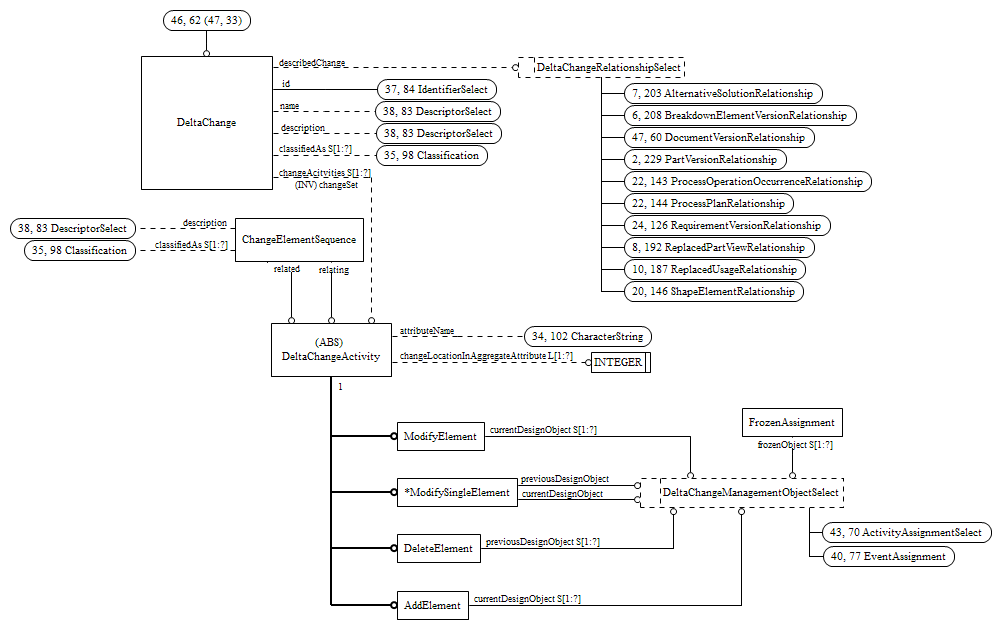 46, 62 (47, 33)
DeltaChange
describedChange
DeltaChangeRelationshipSelect
id
37, 84 IdentifierSelect
name
38, 83 DescriptorSelect
description
38, 83 DescriptorSelect
classifiedAs S[1:?]
35, 98 Classification
changeAcitvities S[1:?]
(INV) changeSet
7, 203 AlternativeSolutionRelationship
6, 208 BreakdownElementVersionRelationship
47, 60 DocumentVersionRelationship
2, 229 PartVersionRelationship
22, 143 ProcessOperationOccurrenceRelationship
22, 144 ProcessPlanRelationship
24, 126 RequirementVersionRelationship
8, 192 ReplacedPartViewRelationship
10, 187 ReplacedUsageRelationship
20, 146 ShapeElementRelationship
38, 83 DescriptorSelect
description
35, 98 Classification
classifiedAs S[1:?]
ChangeElementSequence
related
relating
(ABS)
DeltaChangeActivity
attributeName
34, 102 CharacterString
changeLocationInAggregateAttribute L[1:?]
INTEGER
1
ModifyElement
currentDesignObject S[1:?]
FrozenAssignment
frozenObject S[1:?]
*ModifySingleElement
previousDesignObject
currentDesignObject
DeltaChangeManagementObjectSelect
DeleteElement
previousDesignObject S[1:?]
43, 70 ActivityAssignmentSelect
40, 77 EventAssignment
AddElement
currentDesignObject S[1:?]